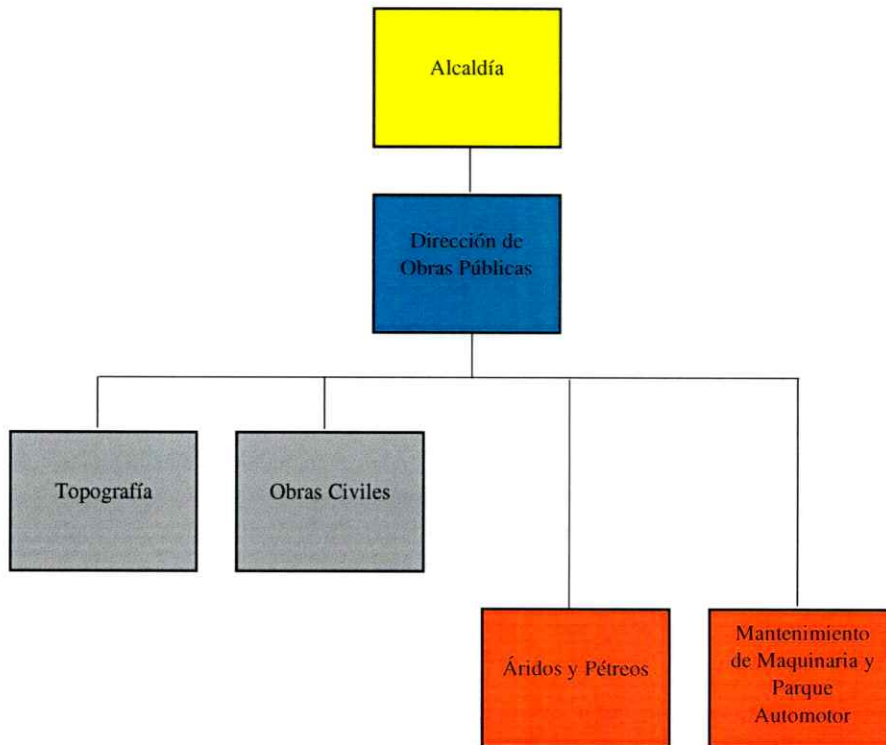 Alcaldía
Dirección de
Obras Públicas
Topografía
Obras Civiles
Áridos y Pétreos
Mantenimiento
de Maquinaria y
Parque
Automotor